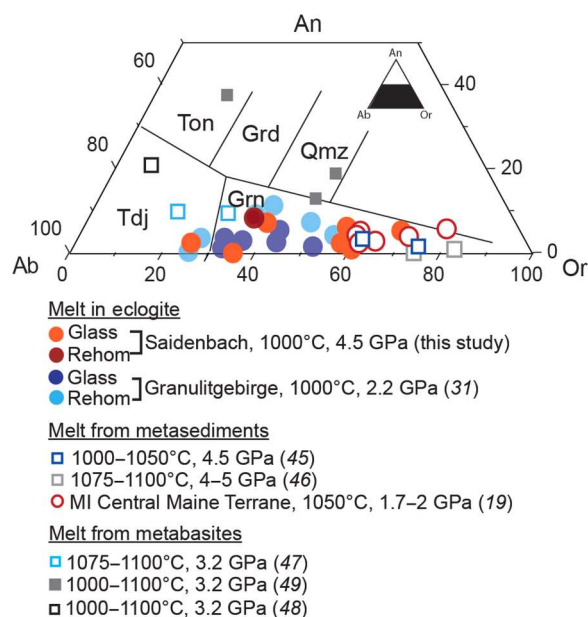 An
60
40
An
Ab
Or
Ton
Grd
Qmz
80
20
Grn
Tdj
100
0
Ab
0
20
40
60
80
100
Or
Melt in eclogite
Glass
Rehom
Saidenbach, 1000°C, 4.5 GPa (this study)
Glass
Rehom
Granulitgebirge, 1000°C, 2.2 GPa (31)
Melt from metasediments
1000–1050°C, 4.5 GPa (45)
1075–1100°C, 4–5 GPa (46)
MI Central Maine Terrane, 1050°C, 1.7–2 GPa (19)
Melt from metabasites
1075–1100°C, 3.2 GPa (47)
1000–1100°C, 3.2 GPa (49)
1000–1100°C, 3.2 GPa (48)